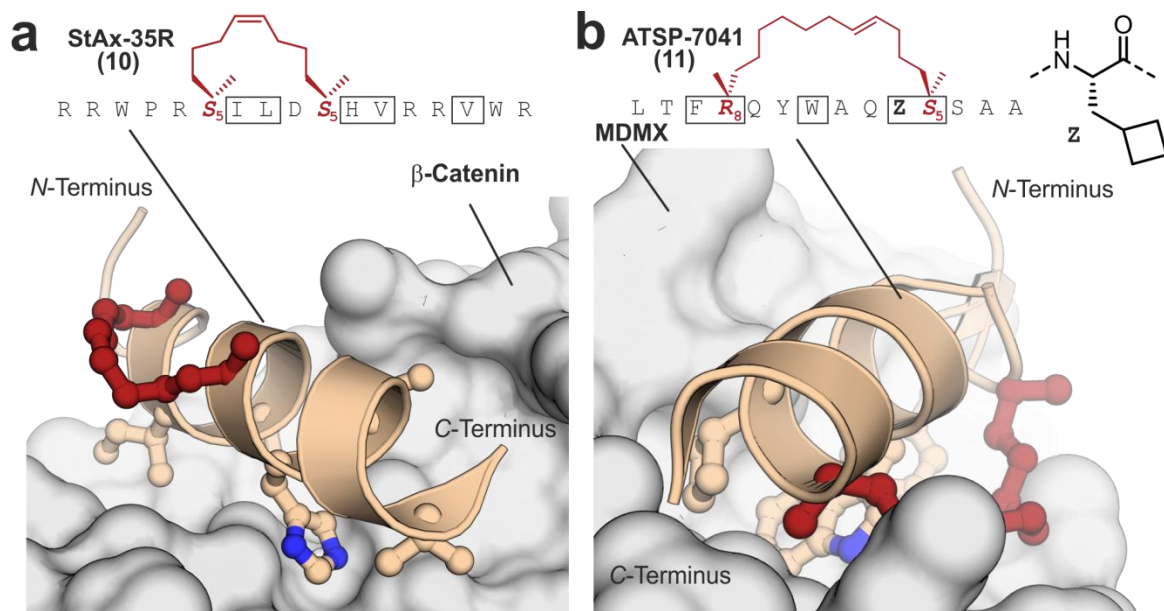 a
StAx-35R
(10)
R R W P R S5 I L D S5 H V R R V W R
N-Terminus
β-Catenin
C-Terminus
b
ATSP-7041
(11)
L T F R8 Q Y W A Q Z S5 S A A
MDMX
H
N
O
Z
N-Terminus
C-Terminus